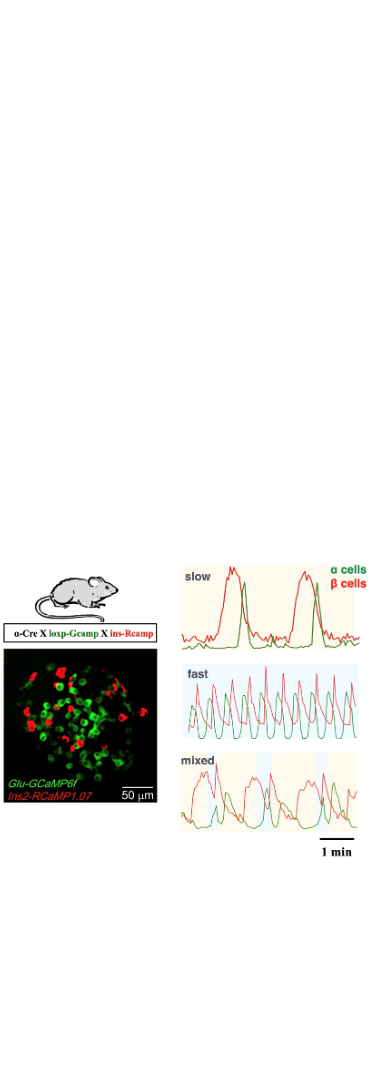 α-Cre X loxp-Gcamp X ins-Rcamp
Glu-GCaMP6f
Ins2-RCaMP1.07
50 μm
slow
α cells
β cells
fast
mixed
1 min